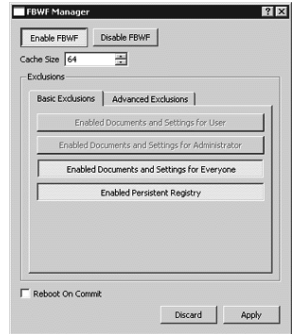 FBWF Manager
Enable FBWF Disable FBWF
Cache Size 64
Exclusions
Basic Exclusions Advanced Exclusions
Enabled Documents and Settings for User
Enabled Documents and Settings for Administrator
Enabled Documents and Settings for Everyone
Enabled Persistent Registry
Reboot On Commit
Discard Apply